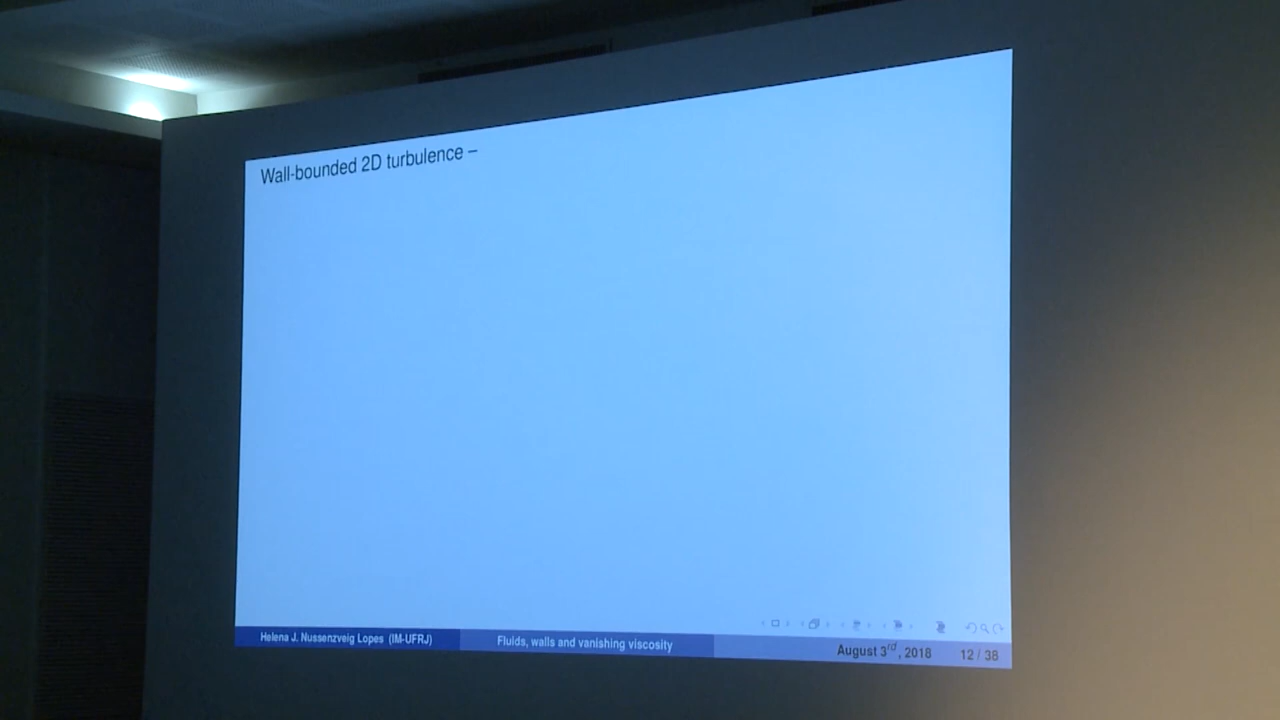 Wall-bounded 2D turbulence –
Helena J. Nussenzveig Lopes (IM-UFRJ)
Fluids, walls and vanishing viscosity
August 3rd, 2018
12 / 38